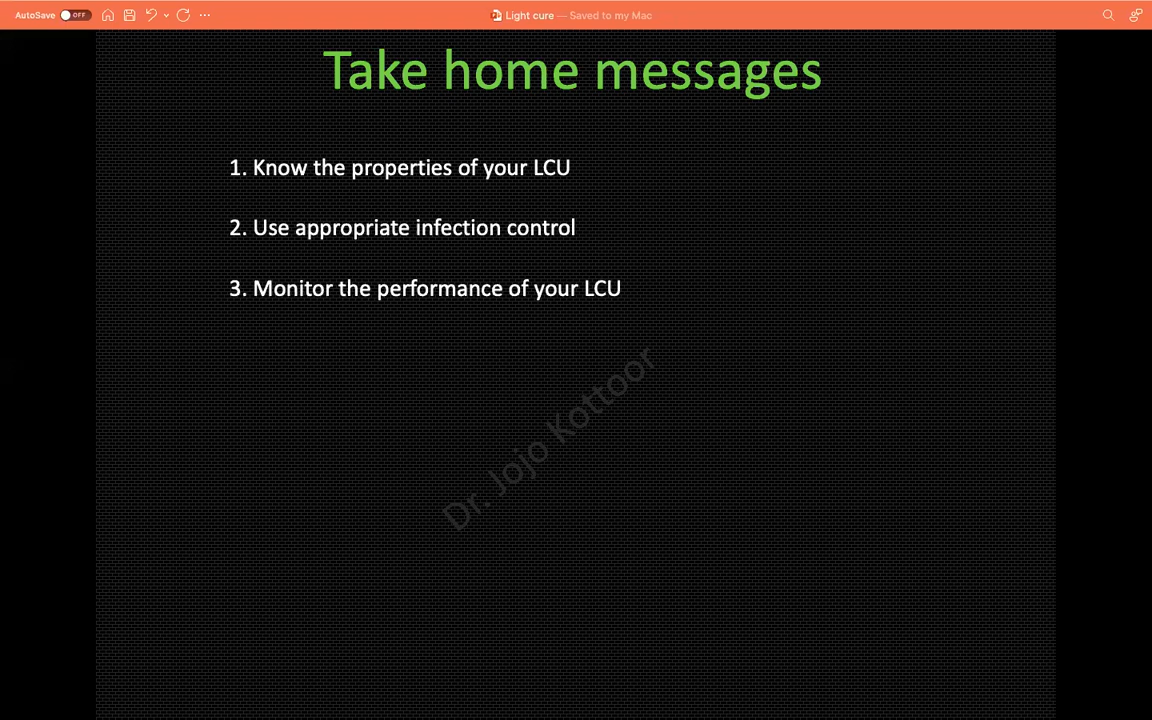 AutoSave OFF
Light cure — Saved to my Mac
Take home messages
1. Know the properties of your LCU
2. Use appropriate infection control
3. Monitor the performance of your LCU
Dr. Jojo Kottoor